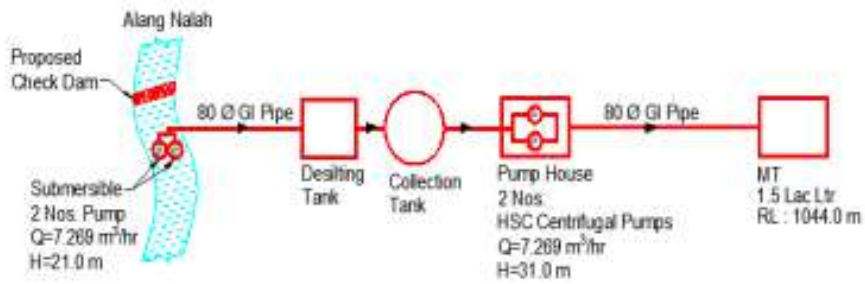 Alang Nalah
Proposed
Check Dam
80 Ø GI Pipe
80 Ø GI Pipe
Submersible
2 Nos. Pump
Q=7.269 m³/hr
H=21.0 m
Desilting
Tank
Collection
Tank
Pump House
2 Nos.
HSC Centrifugal Pumps
Q=7.269 m³/hr
H=31.0 m
MT
1.5 Lac Ltr
RL : 1044.0 m